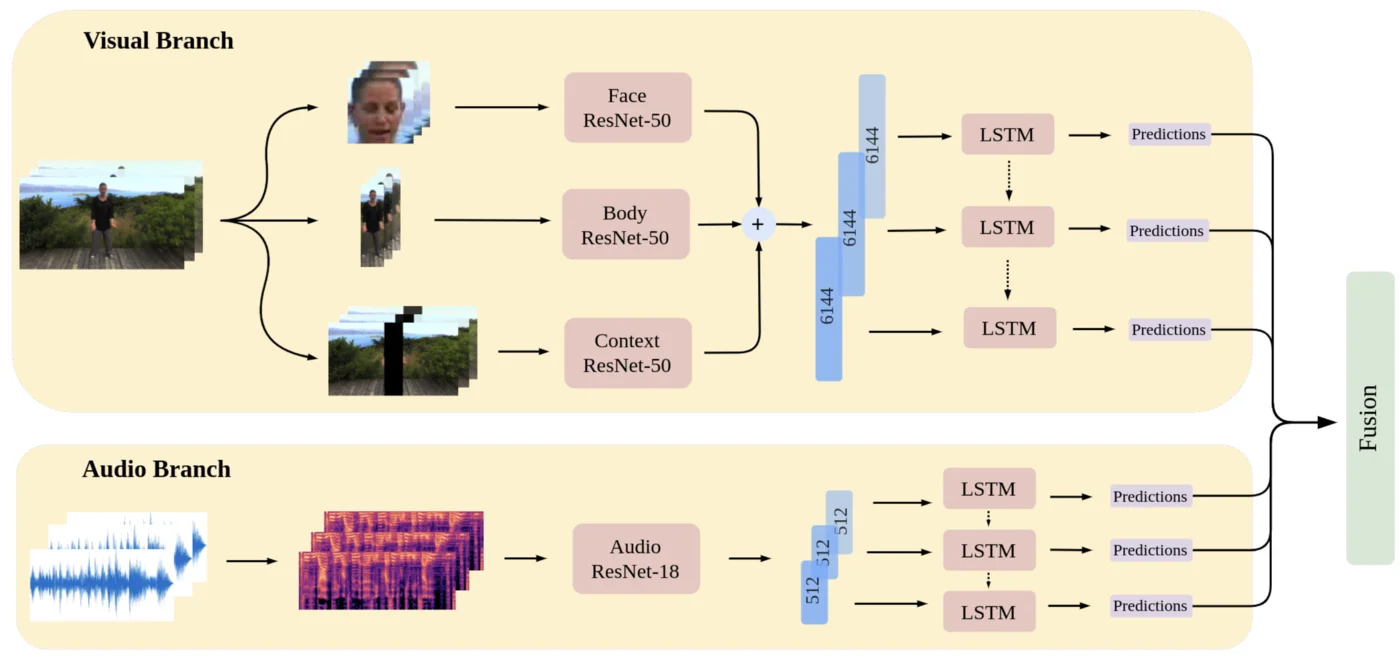 Visual Branch
Face
ResNet-50
Body
ResNet-50
Context
ResNet-50
+
6144
6144
6144
LSTM
Predictions
LSTM
Predictions
LSTM
Predictions
Fusion
Audio Branch
Audio
ResNet-18
512
512
512
LSTM
Predictions
LSTM
Predictions
LSTM
Predictions